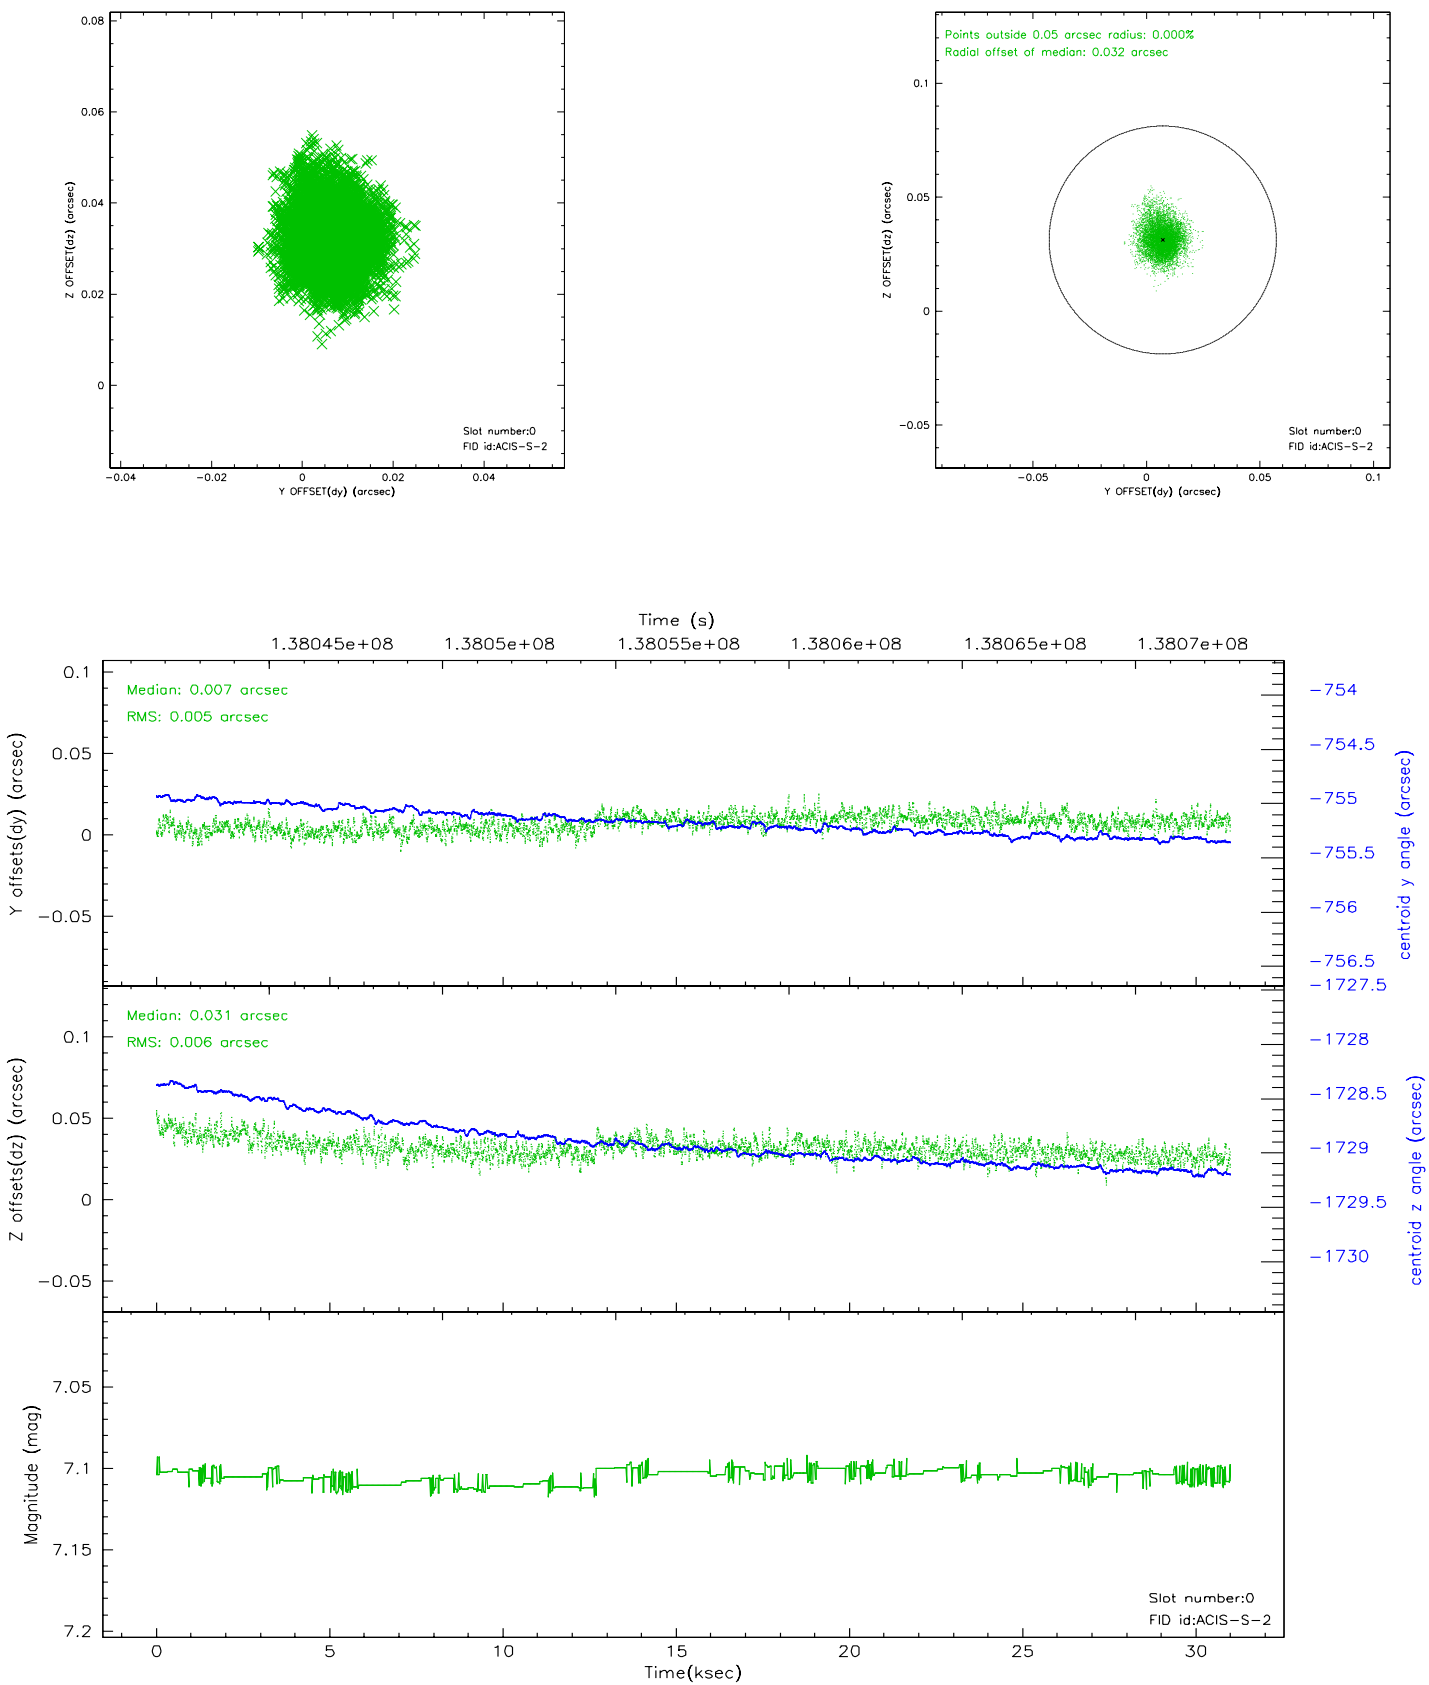 0.08
0.06
0.04
0.02
0
Z OFFSET(dz) (arcsec)
Slot number:0
FID id:ACIS-S-2
-0.04 -0.02 0 0.02 0.04
Y OFFSET(dy) (arcsec)
Points outside 0.05 arcsec radius: 0.000%
Radial offset of median: 0.032 arcsec
0.1
0.05
0
-0.05
Z OFFSET(dz) (arcsec)
Slot number:0
FID id:ACIS-S-2
-0.05 0 0.05 0.1
Y OFFSET(dy) (arcsec)
Time (s)
1.38045e+08 1.3805e+08 1.38055e+08 1.3806e+08 1.38065e+08 1.3807e+08
Median: 0.007 arcsec
RMS: 0.005 arcsec
0.1
0.05
0
-0.05
Y offsets(dy) (arcsec)
-754
-754.5
-755
-755.5
-756
-756.5
centroid y angle (arcsec)
Median: 0.031 arcsec
RMS: 0.006 arcsec
0.1
0.05
0
-0.05
Z offsets(dz) (arcsec)
-1727.5
-1728
-1728.5
-1729
-1729.5
-1730
centroid z angle (arcsec)
7.05
7.1
7.15
7.2
Magnitude (mag)
Slot number:0
FID id:ACIS-S-2
0 5 10 15 20 25 30
Time(ksec)